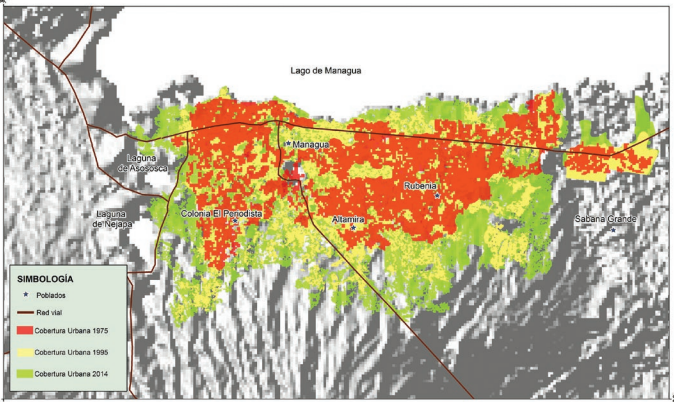 Lago de Managua
Managua
Laguna
de Asososca
Rubenia
Laguna
de Nejapa
Colonia El Periodista
Altamira
Sabana Grande
SIMBOLOGÍA
Poblados
Red vial
Cobertura Urbana 1975
Cobertura Urbana 1995
Cobertura Urbana 2014